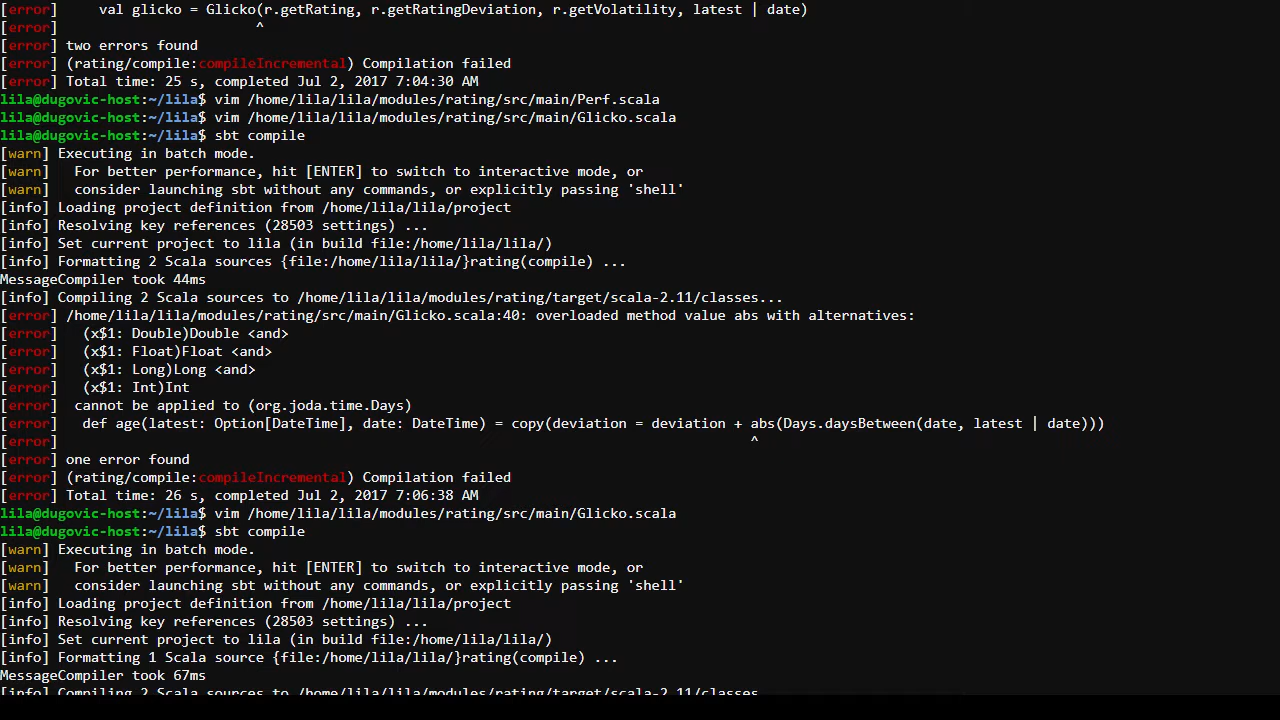 [error]     val glicko = Glicko(r.getRating, r.getRatingDeviation, r.getVolatility, latest | date)
[error]                         ^
[error] two errors found
[error] (rating/compile:compileIncremental) Compilation failed
[error] Total time: 25 s, completed Jul 2, 2017 7:04:30 AM
lila@dugovic-host:~/lila$ vim /home/lila/lila/modules/rating/src/main/Perf.scala
lila@dugovic-host:~/lila$ vim /home/lila/lila/modules/rating/src/main/Glicko.scala
lila@dugovic-host:~/lila$ sbt compile
[warn] Executing in batch mode.
[warn]   For better performance, hit [ENTER] to switch to interactive mode, or
[warn]   consider launching sbt without any commands, or explicitly passing 'shell'
[info] Loading project definition from /home/lila/lila/project
[info] Resolving key references (28503 settings) ...
[info] Set current project to lila (in build file:/home/lila/lila/)
[info] Formatting 2 Scala sources {file:/home/lila/lila/}rating(compile) ...
MessageCompiler took 44ms
[info] Compiling 2 Scala sources to /home/lila/lila/modules/rating/target/scala-2.11/classes...
[error] /home/lila/lila/modules/rating/src/main/Glicko.scala:40: overloaded method value abs with alternatives:
[error]   (x$1: Double)Double <and>
[error]   (x$1: Float)Float <and>
[error]   (x$1: Long)Long <and>
[error]   (x$1: Int)Int
[error]  cannot be applied to (org.joda.time.Days)
[error]   def age(latest: Option[DateTime], date: DateTime) = copy(deviation = deviation + abs(Days.daysBetween(date, latest | date)))
[error]                                                                                    ^
[error] one error found
[error] (rating/compile:compileIncremental) Compilation failed
[error] Total time: 26 s, completed Jul 2, 2017 7:06:38 AM
lila@dugovic-host:~/lila$ vim /home/lila/lila/modules/rating/src/main/Glicko.scala
lila@dugovic-host:~/lila$ sbt compile
[warn] Executing in batch mode.
[warn]   For better performance, hit [ENTER] to switch to interactive mode, or
[warn]   consider launching sbt without any commands, or explicitly passing 'shell'
[info] Loading project definition from /home/lila/lila/project
[info] Resolving key references (28503 settings) ...
[info] Set current project to lila (in build file:/home/lila/lila/)
[info] Formatting 1 Scala source {file:/home/lila/lila/}rating(compile) ...
MessageCompiler took 67ms
[info] Compiling 2 Scala sources to /home/lila/lila/modules/rating/target/scala-2.11/classes